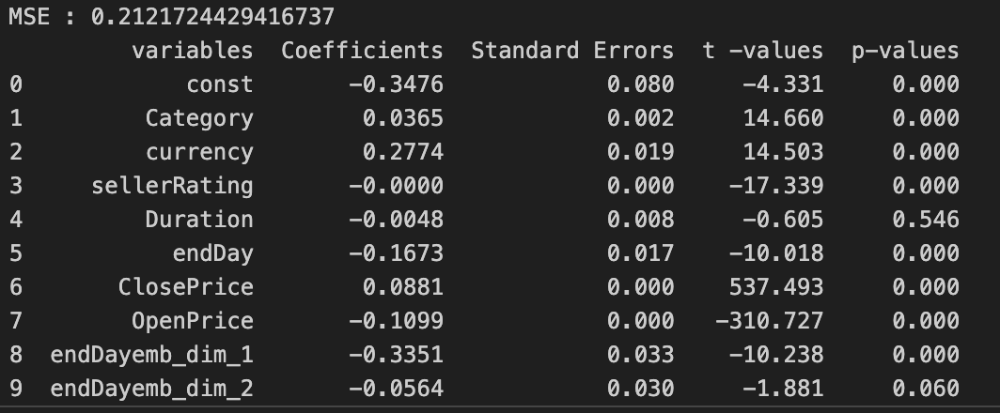 MSE : 0.2121724429416737
variables Coefficients Standard Errors t -values p-values
0 const -0.3476 0.080 -4.331 0.000
1 Category 0.0365 0.002 14.660 0.000
2 currency 0.2774 0.019 14.503 0.000
3 sellerRating -0.0000 0.000 -17.339 0.000
4 Duration -0.0048 0.008 -0.605 0.546
5 endDay -0.1673 0.017 -10.018 0.000
6 ClosePrice 0.0881 0.000 537.493 0.000
7 OpenPrice -0.1099 0.000 -310.727 0.000
8 endDayemb_dim_1 -0.3351 0.033 -10.238 0.000
9 endDayemb_dim_2 -0.0564 0.030 -1.881 0.060